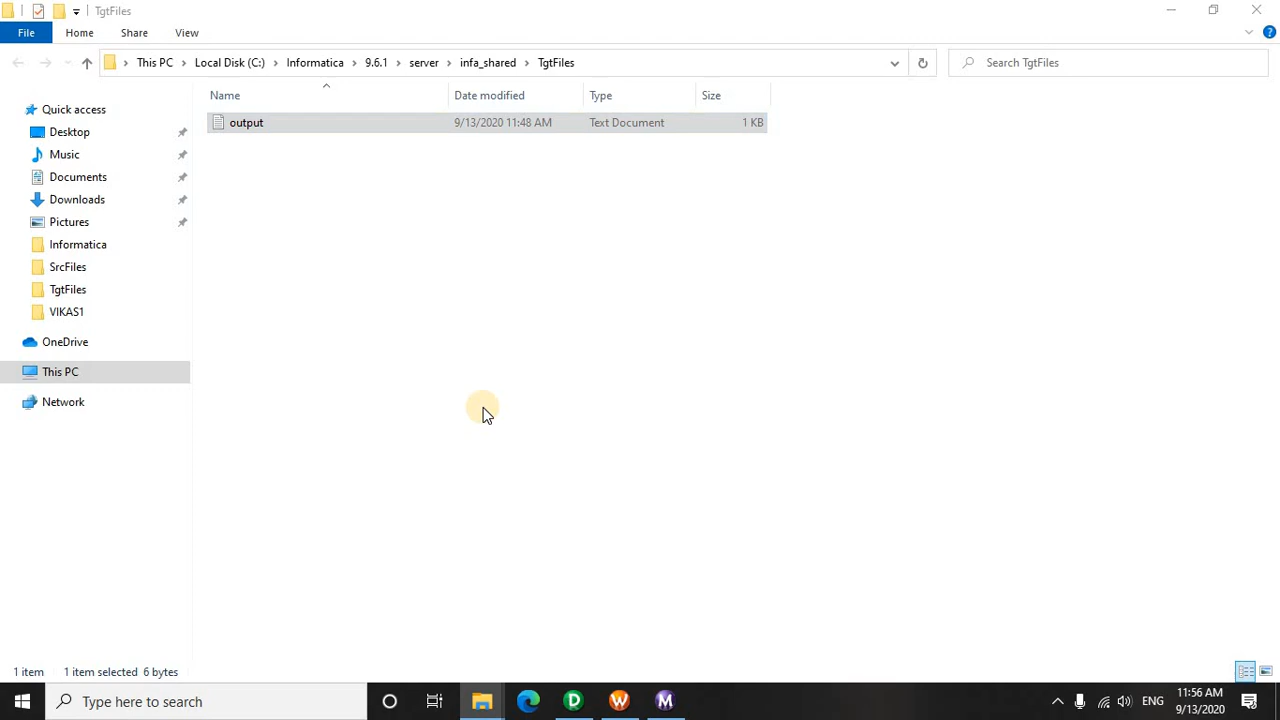 TgtFiles
File Home Share View
This PC Local Disk (C:) Informatica 9.6.1 server infa_shared TgtFiles Search TgtFiles
Name Date modified Type Size
output 9/13/2020 11:48 AM Text Document 1 KB
Quick access
Desktop
Music
Documents
Downloads
Pictures
Informatica
SrcFiles
TgtFiles
VIKAS1
OneDrive
This PC
Network
1 item 1 item selected 6 bytes
Type here to search D W M ENG 11:56 AM
9/13/2020